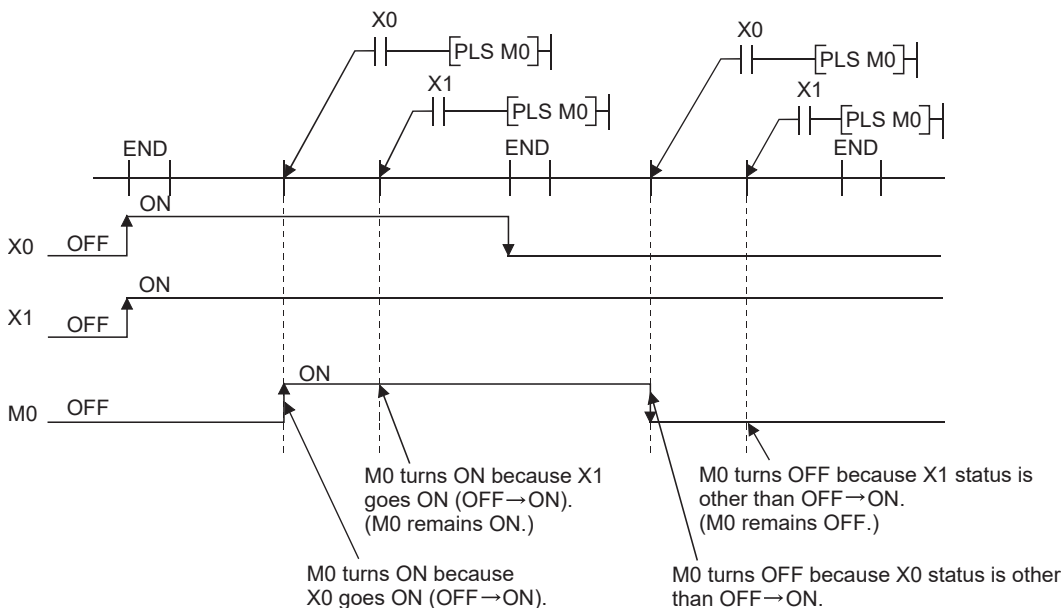 X0
[PLS M0]
X1
[PLS M0]
X0
[PLS M0]
X1
[PLS M0]
END
END
END
X0 OFF ON
X1 OFF ON
M0 OFF ON
M0 turns ON because X1
goes ON (OFF→ON).
(M0 remains ON.)
M0 turns OFF because X1 status is
other than OFF→ON.
(M0 remains OFF.)
M0 turns ON because
X0 goes ON (OFF→ON).
M0 turns OFF because X0 status is other
than OFF→ON.